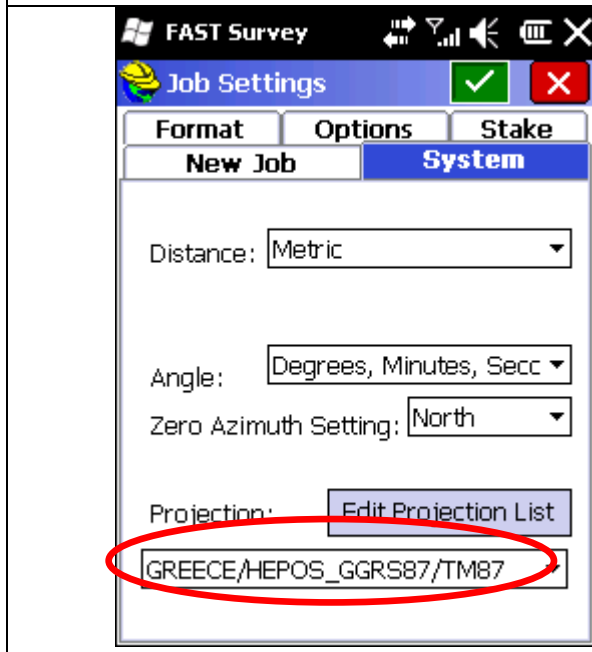 FAST Survey
Job Settings
Format Options Stake
New Job System
Distance: Metric
Angle: Degrees, Minutes, Secc
Zero Azimuth Setting: North
Projection: Edit Projection List
GREECE/HEPOS_GGRS87/TM87